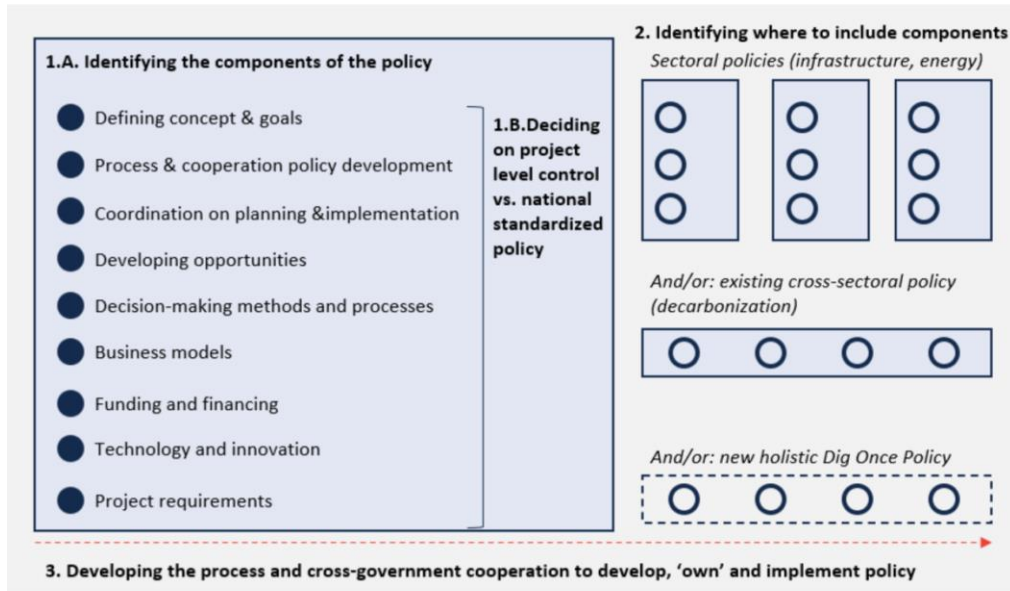 1.A. Identifying the components of the policy
Defining concept & goals
Process & cooperation policy development
Coordination on planning &implementation
Developing opportunities
Decision-making methods and processes
Business models
Funding and financing
Technology and innovation
Project requirements
1.B.Deciding
on project
level control
vs. national
standardized
policy
2. Identifying where to include components
Sectoral policies (infrastructure, energy)
And/or: existing cross-sectoral policy
(decarbonization)
And/or: new holistic Dig Once Policy
3. Developing the process and cross-government cooperation to develop, ‘own’ and implement policy